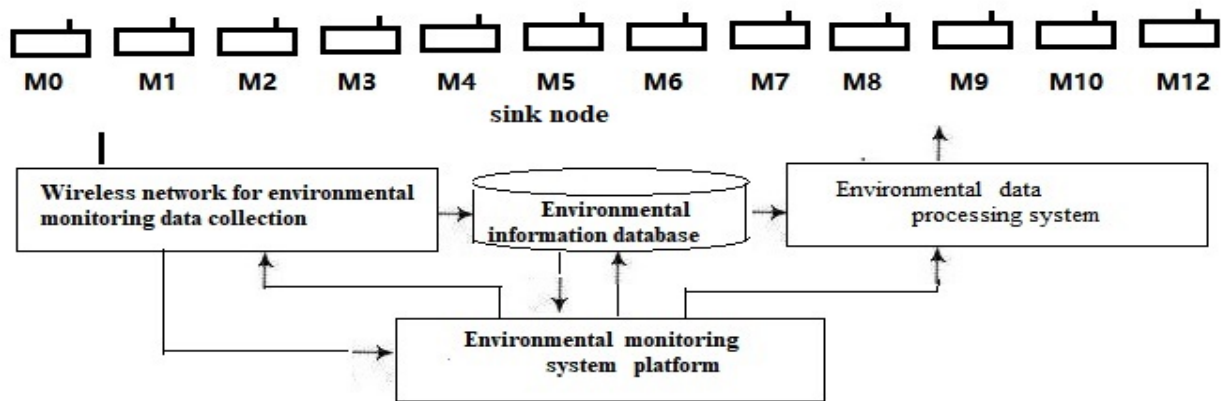 M0 M1 M2 M3 M4 M5 M6 M7 M8 M9 M10 M12
sink node
Wireless network for environmental
monitoring data collection
Environmental
information database
Environmental data
processing system
Environmental monitoring
system platform